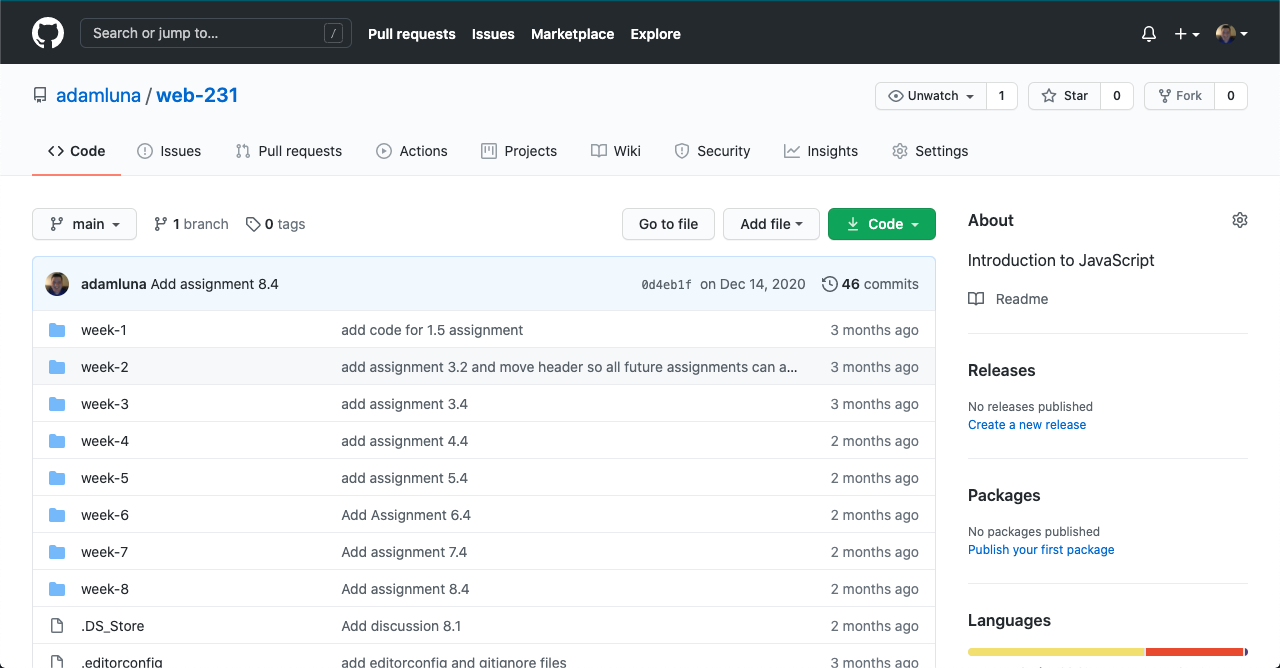 Search or jump to… / Pull requests Issues Marketplace Explore
adamluna / web-231 Unwatch 1 Star 0 Fork 0
Code Issues Pull requests Actions Projects Wiki Security Insights Settings
main 1 branch 0 tags Go to file Add file Code
adamluna Add assignment 8.4 0d4eb1f on Dec 14, 2020 46 commits
week-1 add code for 1.5 assignment 3 months ago
week-2 add assignment 3.2 and move header so all future assignments can a… 3 months ago
week-3 add assignment 3.4 3 months ago
week-4 add assignment 4.4 2 months ago
week-5 add assignment 5.4 2 months ago
week-6 Add Assignment 6.4 2 months ago
week-7 Add assignment 7.4 2 months ago
week-8 Add assignment 8.4 2 months ago
.DS_Store Add discussion 8.1 2 months ago
.editorconfig add editorconfig and gitignore files 3 months ago
About
Introduction to JavaScript
Readme
Releases
No releases published
Create a new release
Packages
No packages published
Publish your first package
Languages